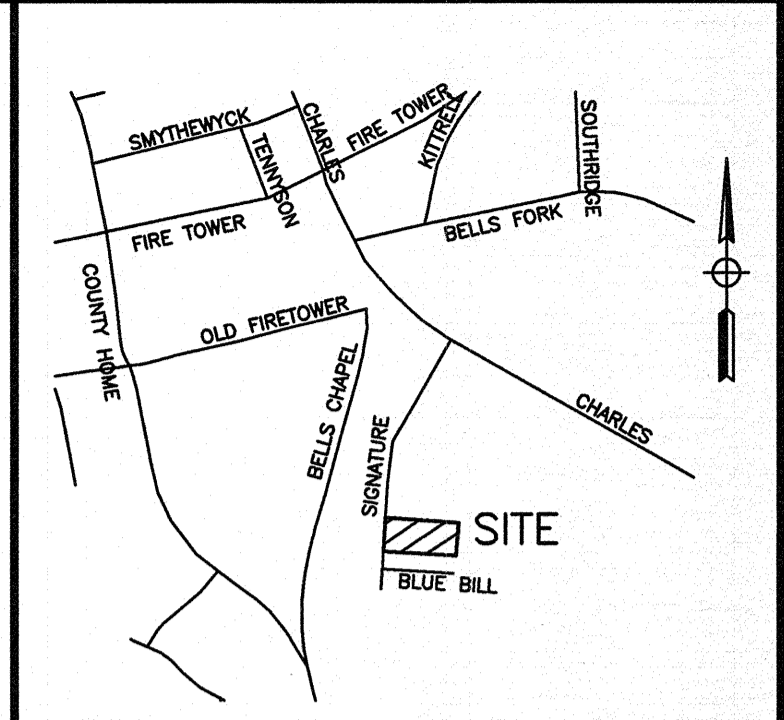 SMYTHEWYCK
CHARLES
FIRE TOWER
KITTRELL
SOUTHRIDGE
TENNYSON
FIRE TOWER
BELLS FORK
COUNTY HOME
OLD FIRETOWER
BELLS CHAPEL
SIGNATURE
CHARLES
SITE
BLUE BILL